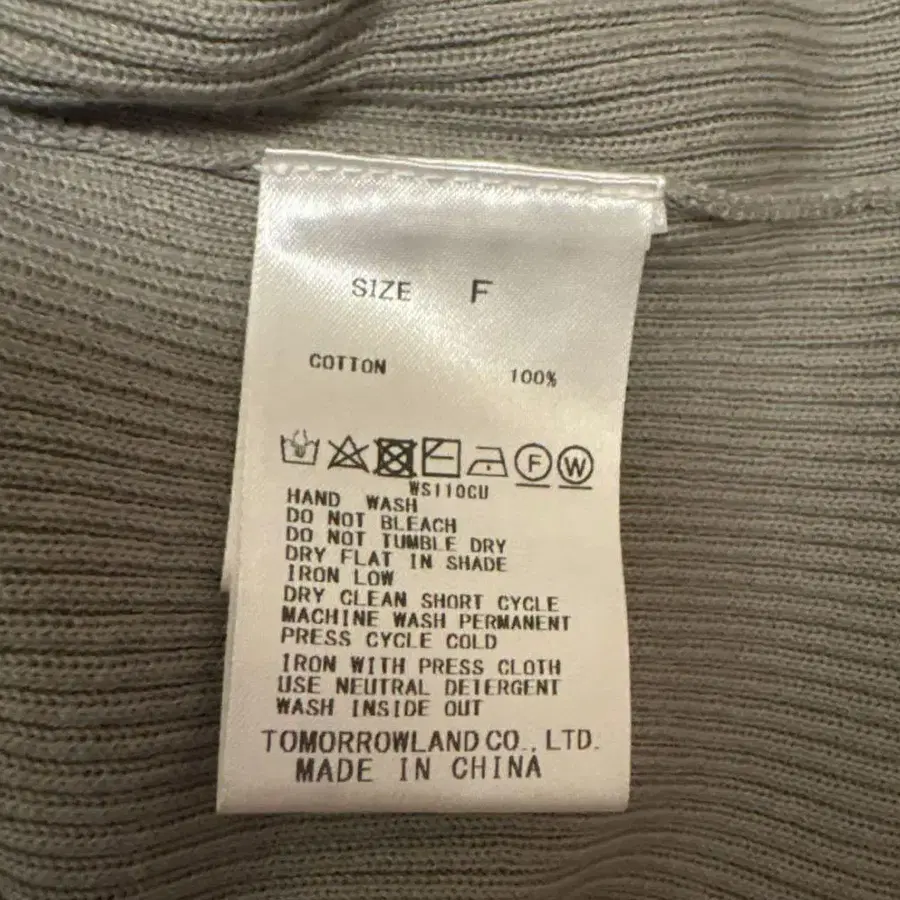 SIZE F
COTTON 100%
F W
WS110CU
HAND WASH
DO NOT BLEACH
DO NOT TUMBLE DRY
DRY FLAT IN SHADE
IRON LOW
DRY CLEAN SHORT CYCLE
MACHINE WASH PERMANENT
PRESS CYCLE COLD
IRON WITH PRESS CLOTH
USE NEUTRAL DETERGENT
WASH INSIDE OUT
TOMORROWLAND CO., LTD.
MADE IN CHINA